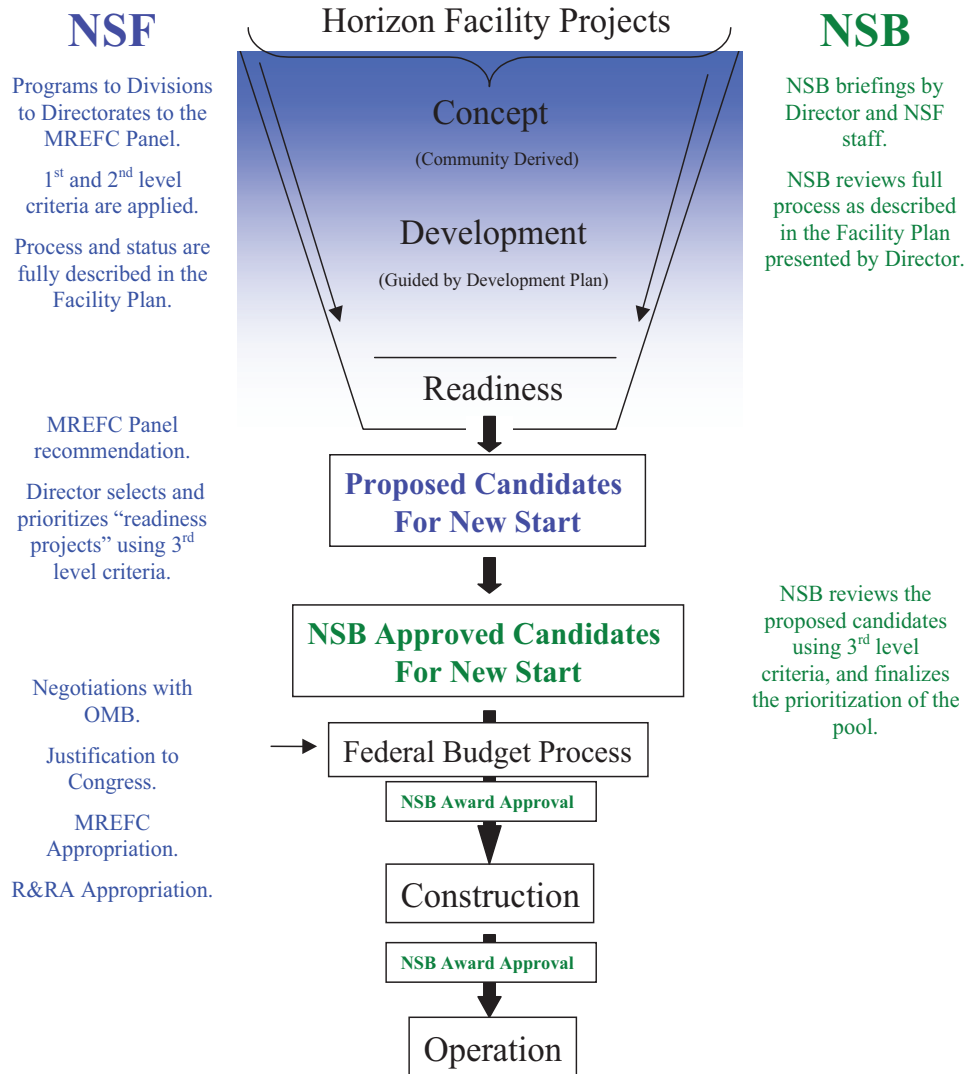 NSF
Programs to Divisions
to Directorates to the
MREFC Panel.
1st and 2nd level
criteria are applied.
Process and status are
fully described in the
Facility Plan.
MREFC Panel
recommendation.
Director selects and
prioritizes “readiness
projects” using 3rd
level criteria.
Negotiations with
OMB.
Justification to
Congress.
MREFC
Appropriation.
R&RA Appropriation.
Horizon Facility Projects
Concept
(Community Derived)
Development
(Guided by Development Plan)
Readiness
Proposed Candidates
For New Start
NSB Approved Candidates
For New Start
Federal Budget Process
NSB Award Approval
Construction
NSB Award Approval
Operation
NSB
NSB briefings by
Director and NSF
staff.
NSB reviews full
process as described
in the Facility Plan
presented by Director.
NSB reviews the
proposed candidates
using 3rd level
criteria, and finalizes
the prioritization of the
pool.